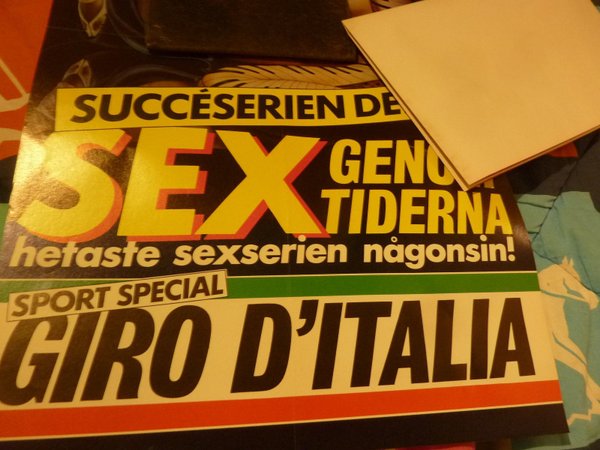 SUCCÉSERIEN
SEX
TIDERNA
hetaste sexserien någonsin!
SPORT SPECIAL
GIRO D'ITALIA